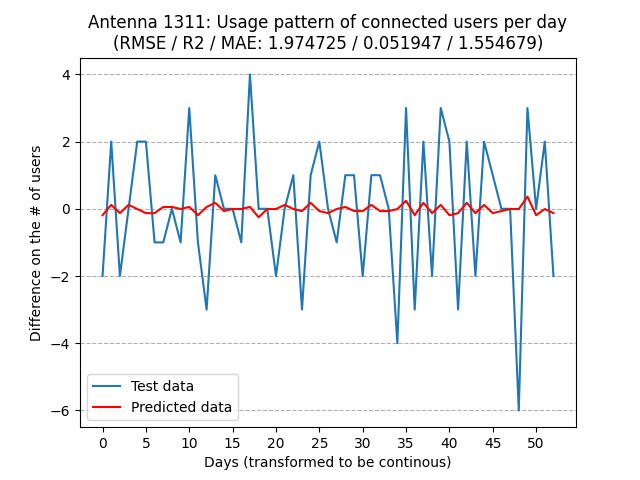 Antenna 1311: Usage pattern of connected users per day
(RMSE / R2 / MAE: 1.974725 / 0.051947 / 1.554679)
Difference on the # of users
4
2
0
−2
−4
−6
Test data
Predicted data
0 5 10 15 20 25 30 35 40 45 50
Days (transformed to be continous)